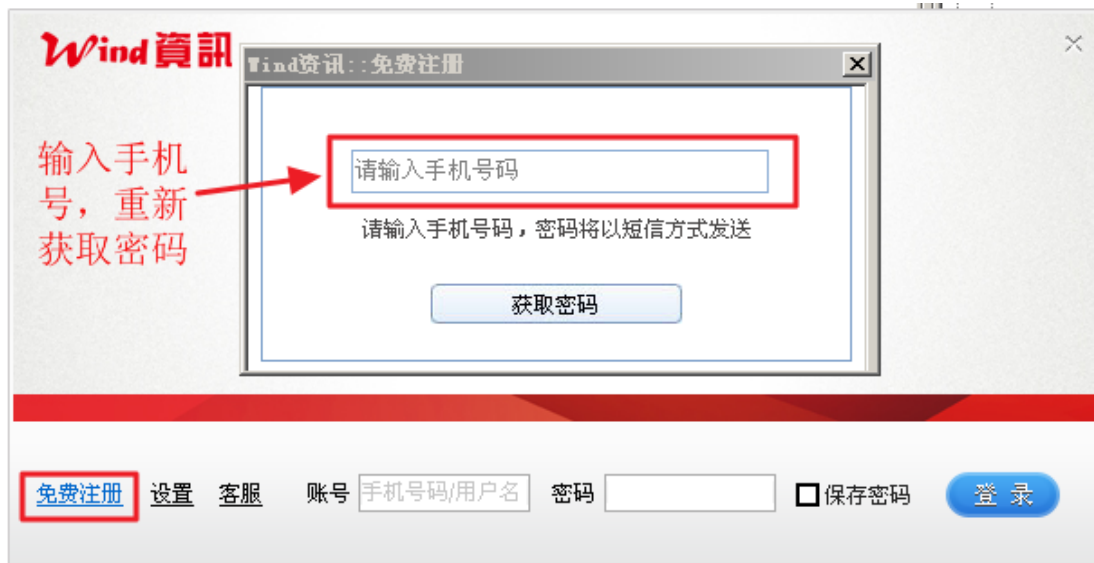 Wind資訊
Wind资讯::免费注册
输入手机
号，重新
获取密码
请输入手机号码
请输入手机号码，密码将以短信方式发送
获取密码
免费注册 设置 客服 账号 手机号码/用户名 密码 保存密码 登录